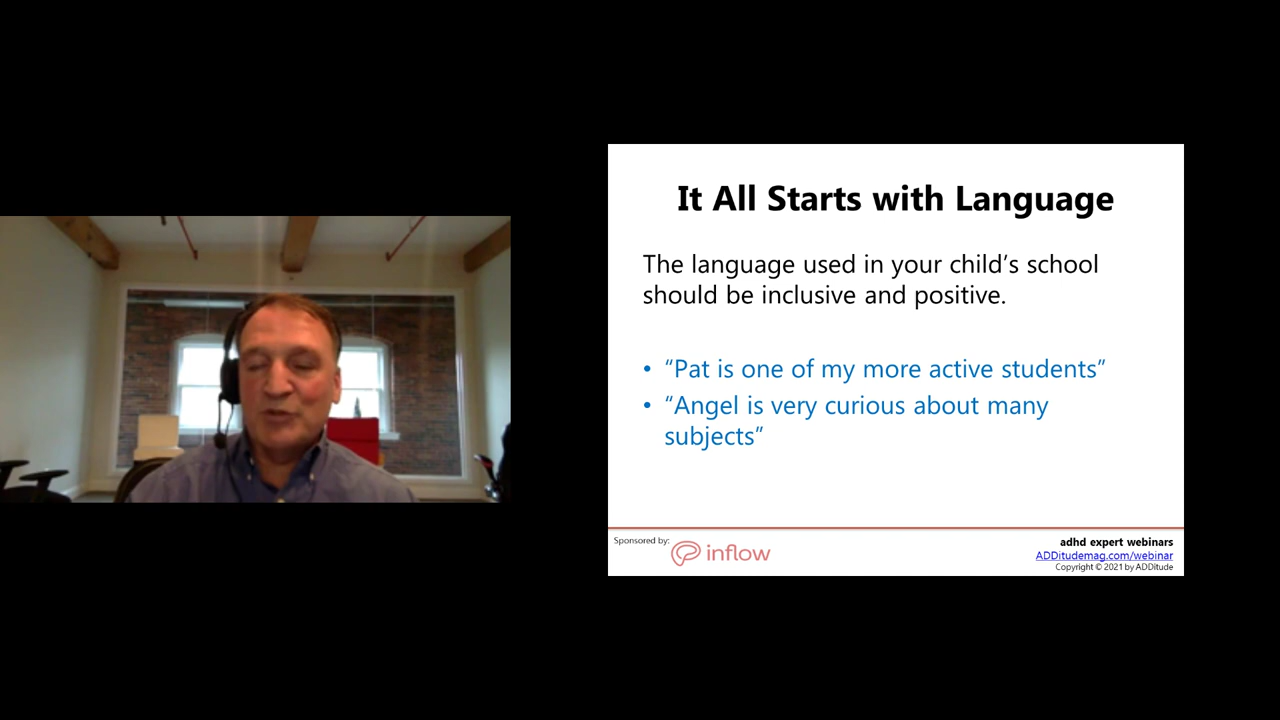 It All Starts with Language
The language used in your child’s school
should be inclusive and positive.
• “Pat is one of my more active students”
• “Angel is very curious about many
subjects”
Sponsored by:
inflow
adhd expert webinars
ADDitudemag.com/webinar
Copyright © 2021 by ADDitude